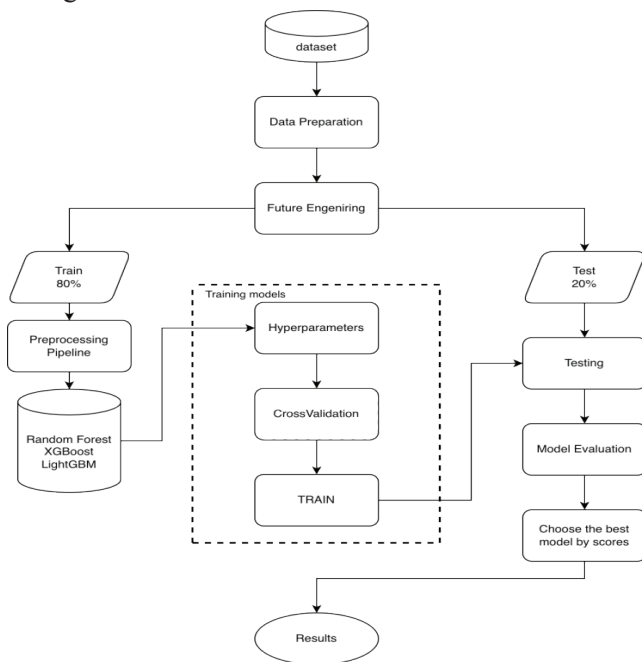 dataset
Data Preparation
Future Engeniring
Train
80%
Test
20%
Training models
Preprocessing
Pipeline
Hyperparameters
Testing
Random Forest
XGBoost
LightGBM
CrossValidation
Model Evaluation
TRAIN
Choose the best
model by scores
Results